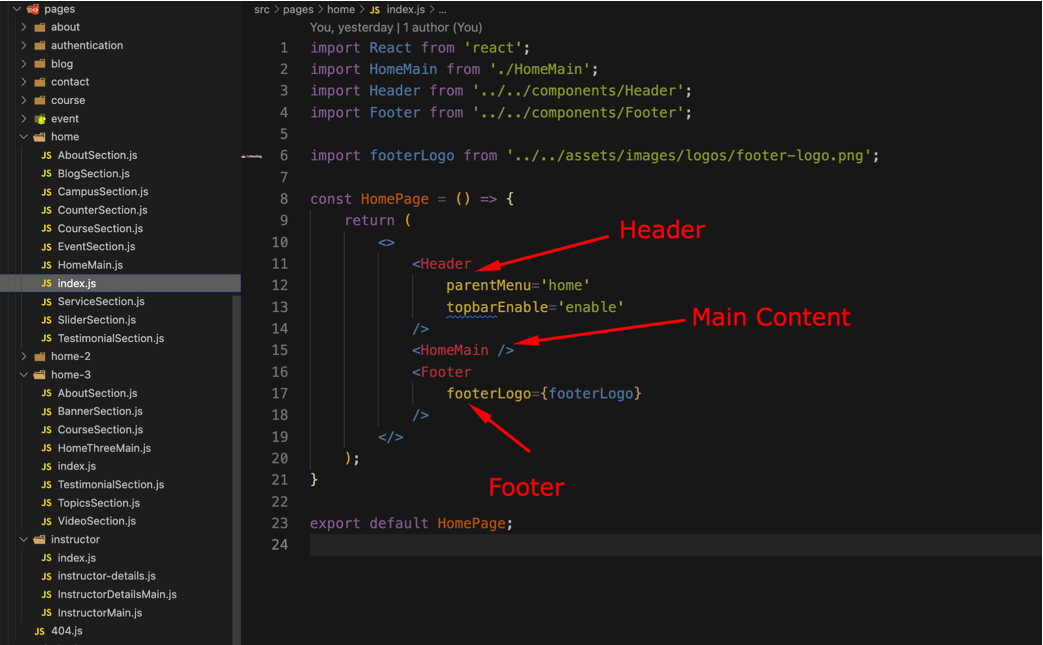 pages
about
authentication
blog
contact
course
event
home
JS AboutSection.js
JS BlogSection.js
JS CampusSection.js
JS CounterSection.js
JS CourseSection.js
JS EventSection.js
JS HomeMain.js
JS index.js
JS ServiceSection.js
JS SliderSection.js
JS TestimonialSection.js
home-2
home-3
JS AboutSection.js
JS BannerSection.js
JS CourseSection.js
JS HomeThreeMain.js
JS index.js
JS TestimonialSection.js
JS TopicsSection.js
JS VideoSection.js
instructor
JS index.js
JS instructor-details.js
JS InstructorDetailsMain.js
JS InstructorMain.js
JS 404.js
src > pages > home > JS index.js > ...
You, yesterday | 1 author (You)
1 import React from 'react';
2 import HomeMain from './HomeMain';
3 import Header from '../../components/Header';
4 import Footer from '../../components/Footer';
5
6 import footerLogo from '../../assets/images/logos/footer-logo.png';
7
8 const HomePage = () => {
9 return (
10 <>
11 <Header
12 parentMenu='home'
13 topbarEnable='enable'
14 />
15 <HomeMain />
16 <Footer
17 footerLogo={footerLogo}
18 />
19 </>
20 );
21 }
22
23 export default HomePage;
24
Header
Main Content
Footer